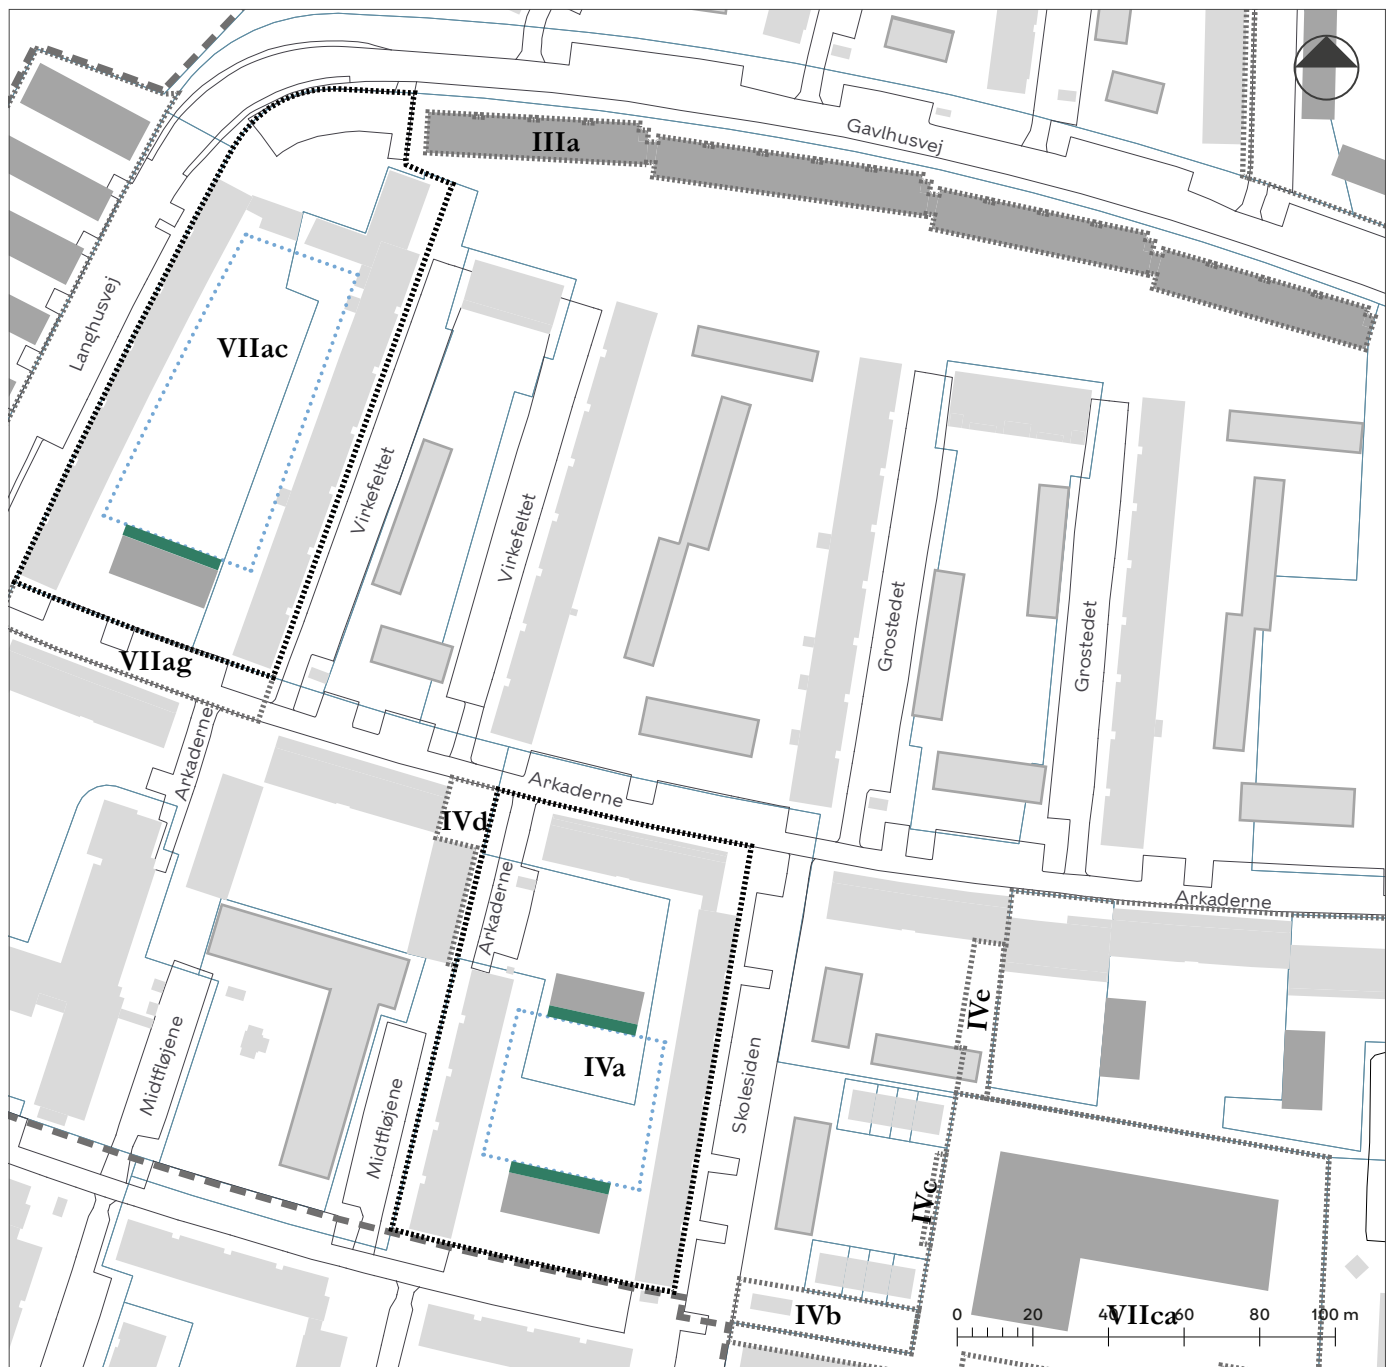 Gavlhusvej
IIIa
Langhusvej
VIIac
Virkefeltet
Virkefeltet
Grostedet
Grostedet
VIIag
Arkaderne
Arkaderne
IVd
Arkaderne
Arkaderne
IVe
IVa
Midtfløjene
Midtfløjene
Skolesiden
IVc
IVb
VIIca
0 20 40 60 80 100 m